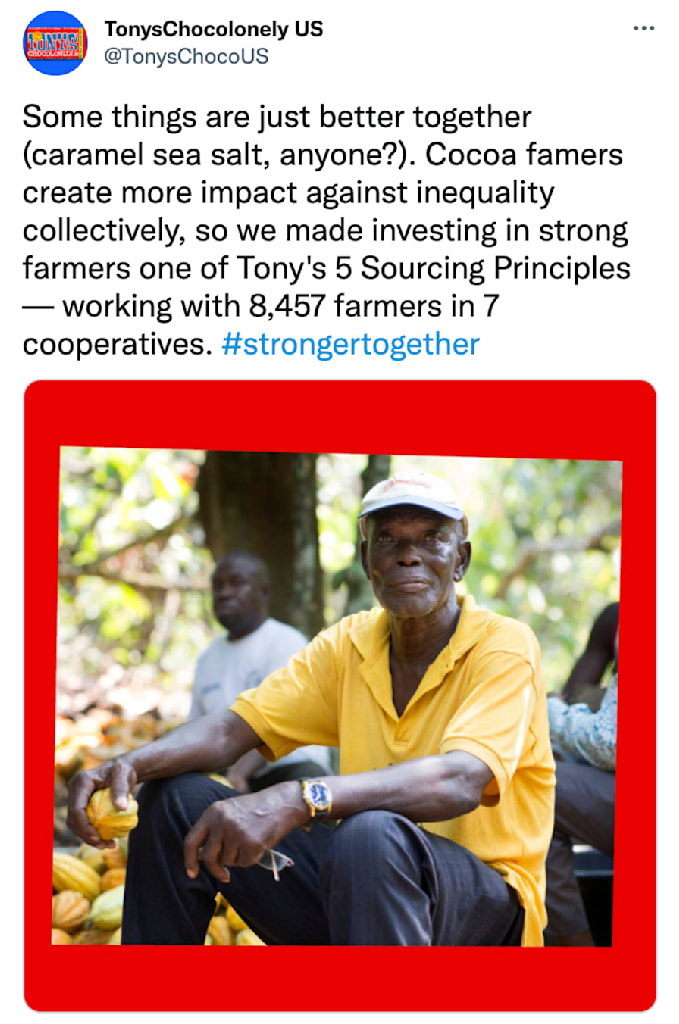 TONY'S
CHOCOLONELY
TonysChocolonely US
@TonysChocoUS
Some things are just better together
(caramel sea salt, anyone?). Cocoa famers
create more impact against inequality
collectively, so we made investing in strong
farmers one of Tony's 5 Sourcing Principles
— working with 8,457 farmers in 7
cooperatives. #strongertogether